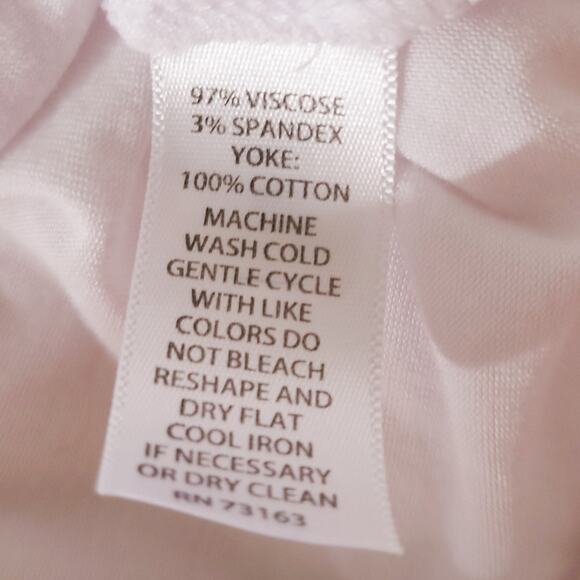 97% VISCOSE
3% SPANDEX
YOKE:
100% COTTON
MACHINE
WASH COLD
GENTLE CYCLE
WITH LIKE
COLORS DO
NOT BLEACH
RESHAPE AND
DRY FLAT
COOL IRON
IF NECESSARY
OR DRY CLEAN
RN 73163